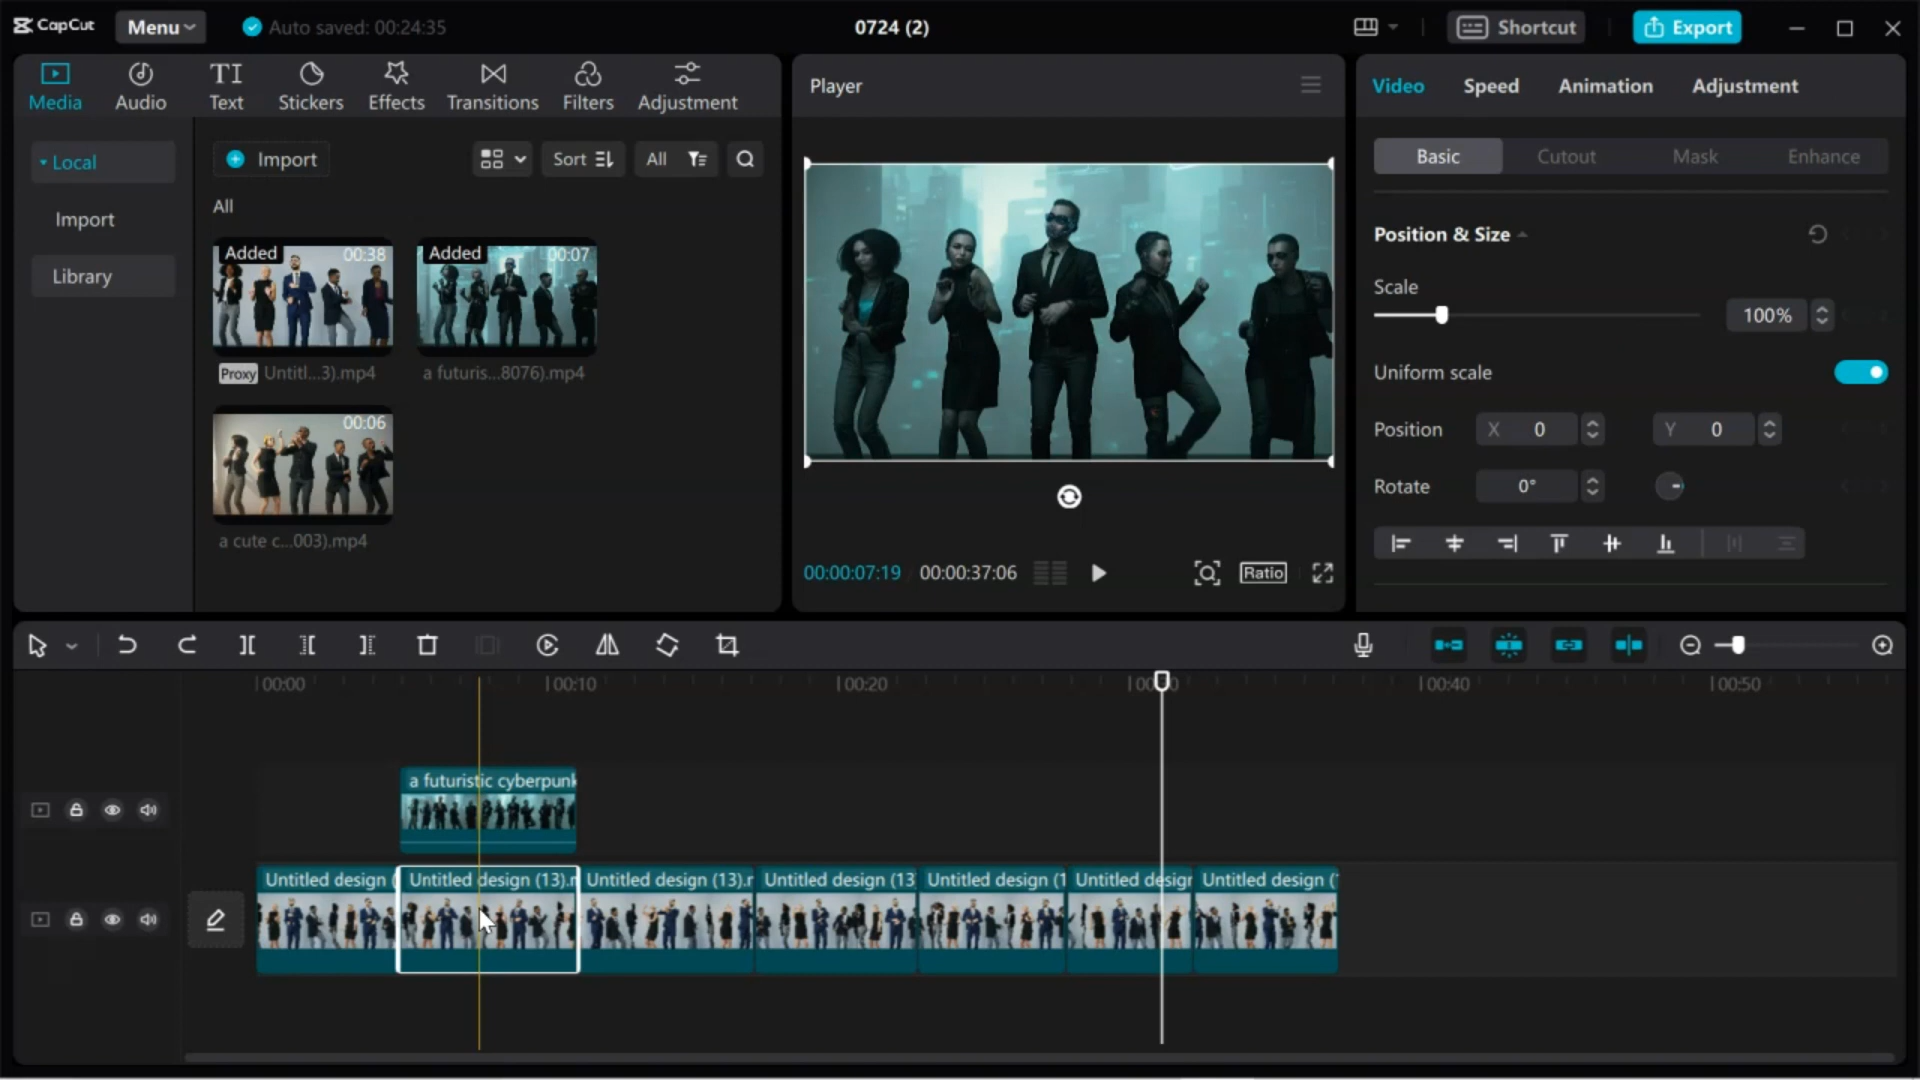 CapCut
Menu
Auto saved: 00:24:35
0724 (2)
Shortcut
Export
Media
Audio
TI
Text
Stickers
Effects
Transitions
Filters
Adjustment
Local
Import
Library
Import
Sort
All
All
Added
00:38
Proxy
Untitl...3).mp4
Added
00:07
a futuris...8076).mp4
00:06
a cute c...003).mp4
Player
00:00:07:19
00:00:37:06
Ratio
Video
Speed
Animation
Adjustment
Basic
Cutout
Mask
Enhance
Position & Size
Scale
100%
Uniform scale
Position
X 0
Y 0
Rotate
0°
00:00
00:10
00:20
00:40
00:50
a futuristic cyberpunk
Untitled design (
Untitled design (13).r
Untitled design (13).r
Untitled design (13
Untitled design (1
Untitled desigr
Untitled design (